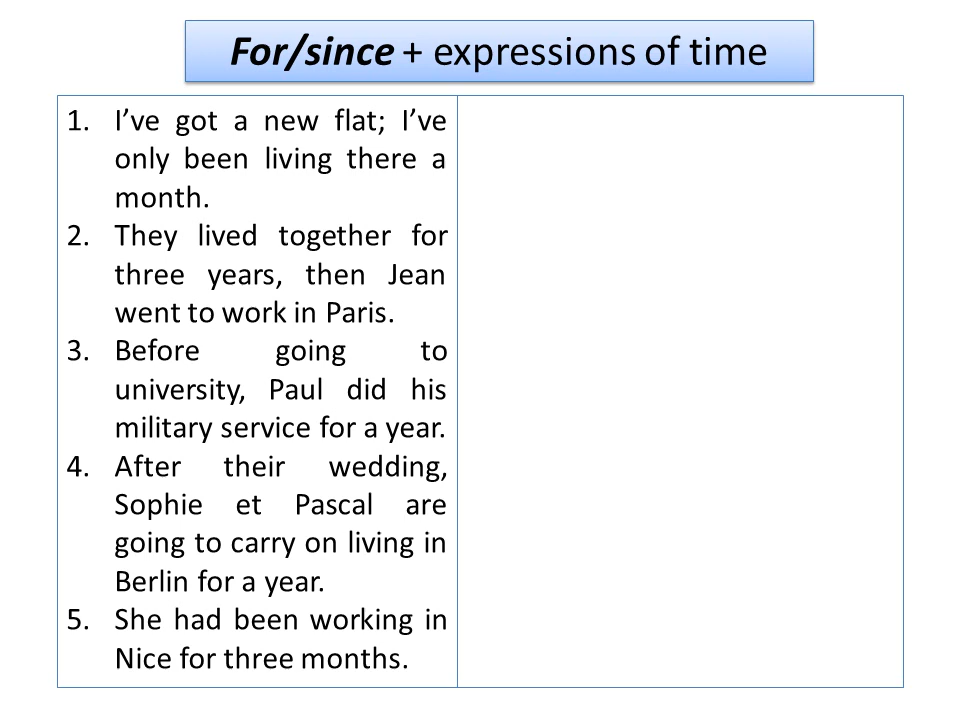 For/since + expressions of time
1. I’ve got a new flat; I’ve
only been living there a
month.
2. They lived together for
three years, then Jean
went to work in Paris.
3. Before going to
university, Paul did his
military service for a year.
4. After their wedding,
Sophie et Pascal are
going to carry on living in
Berlin for a year.
5. She had been working in
Nice for three months.